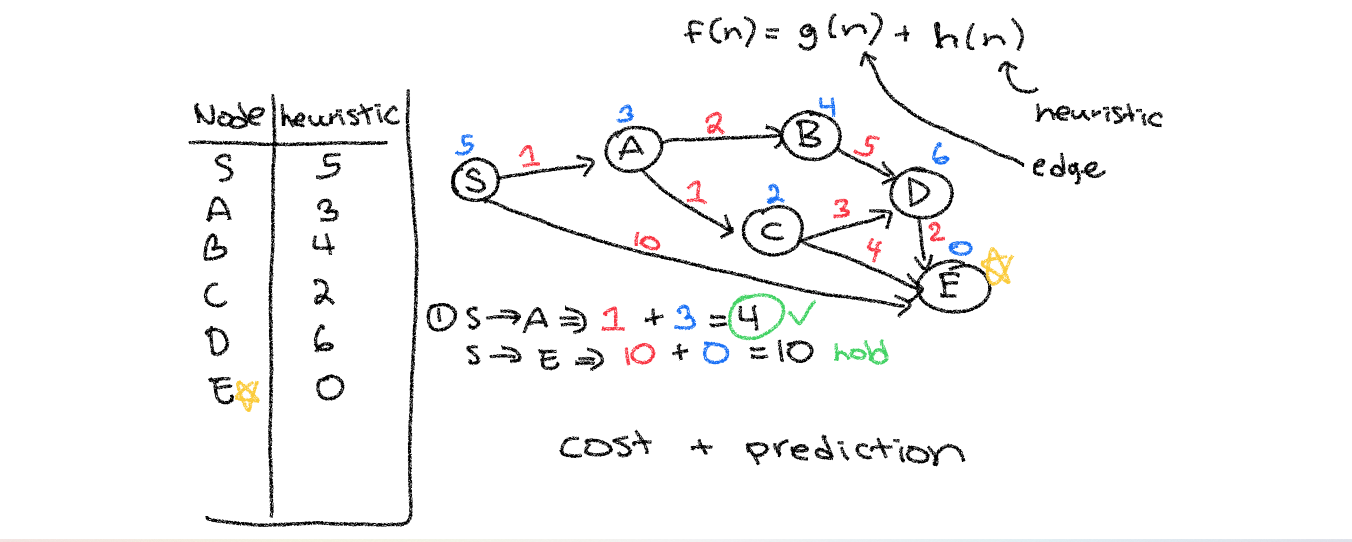 f(n) = g(n) + h(n)
heuristic
edge
Node heuristic
S 5
A 3
B 4
C 2
D 6
E 0
5
S
1
3
A
2
4
B
5
6
D
1
2
C
3
4
2
0
E
10
① S → A ⇒ 1 + 3 = 4 ✓
S → E ⇒ 10 + 0 = 10 hold
cost + prediction